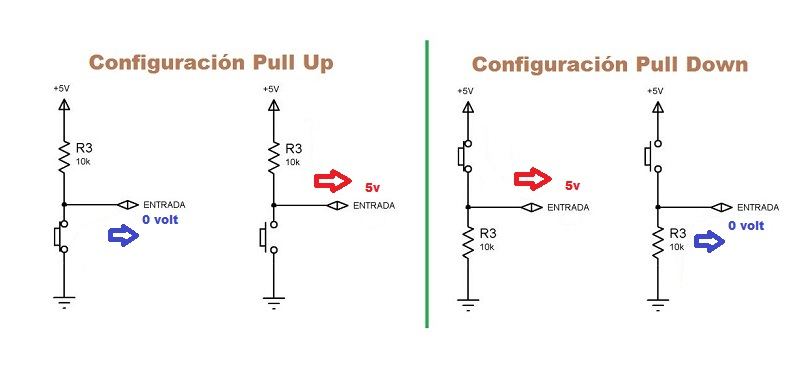 Configuración Pull Up
+5V
R3
10k
ENTRADA
0 volt
+5V
R3
10k
5v
ENTRADA
Configuración Pull Down
+5V
5v
ENTRADA
R3
10k
+5V
ENTRADA
0 volt
R3
10k